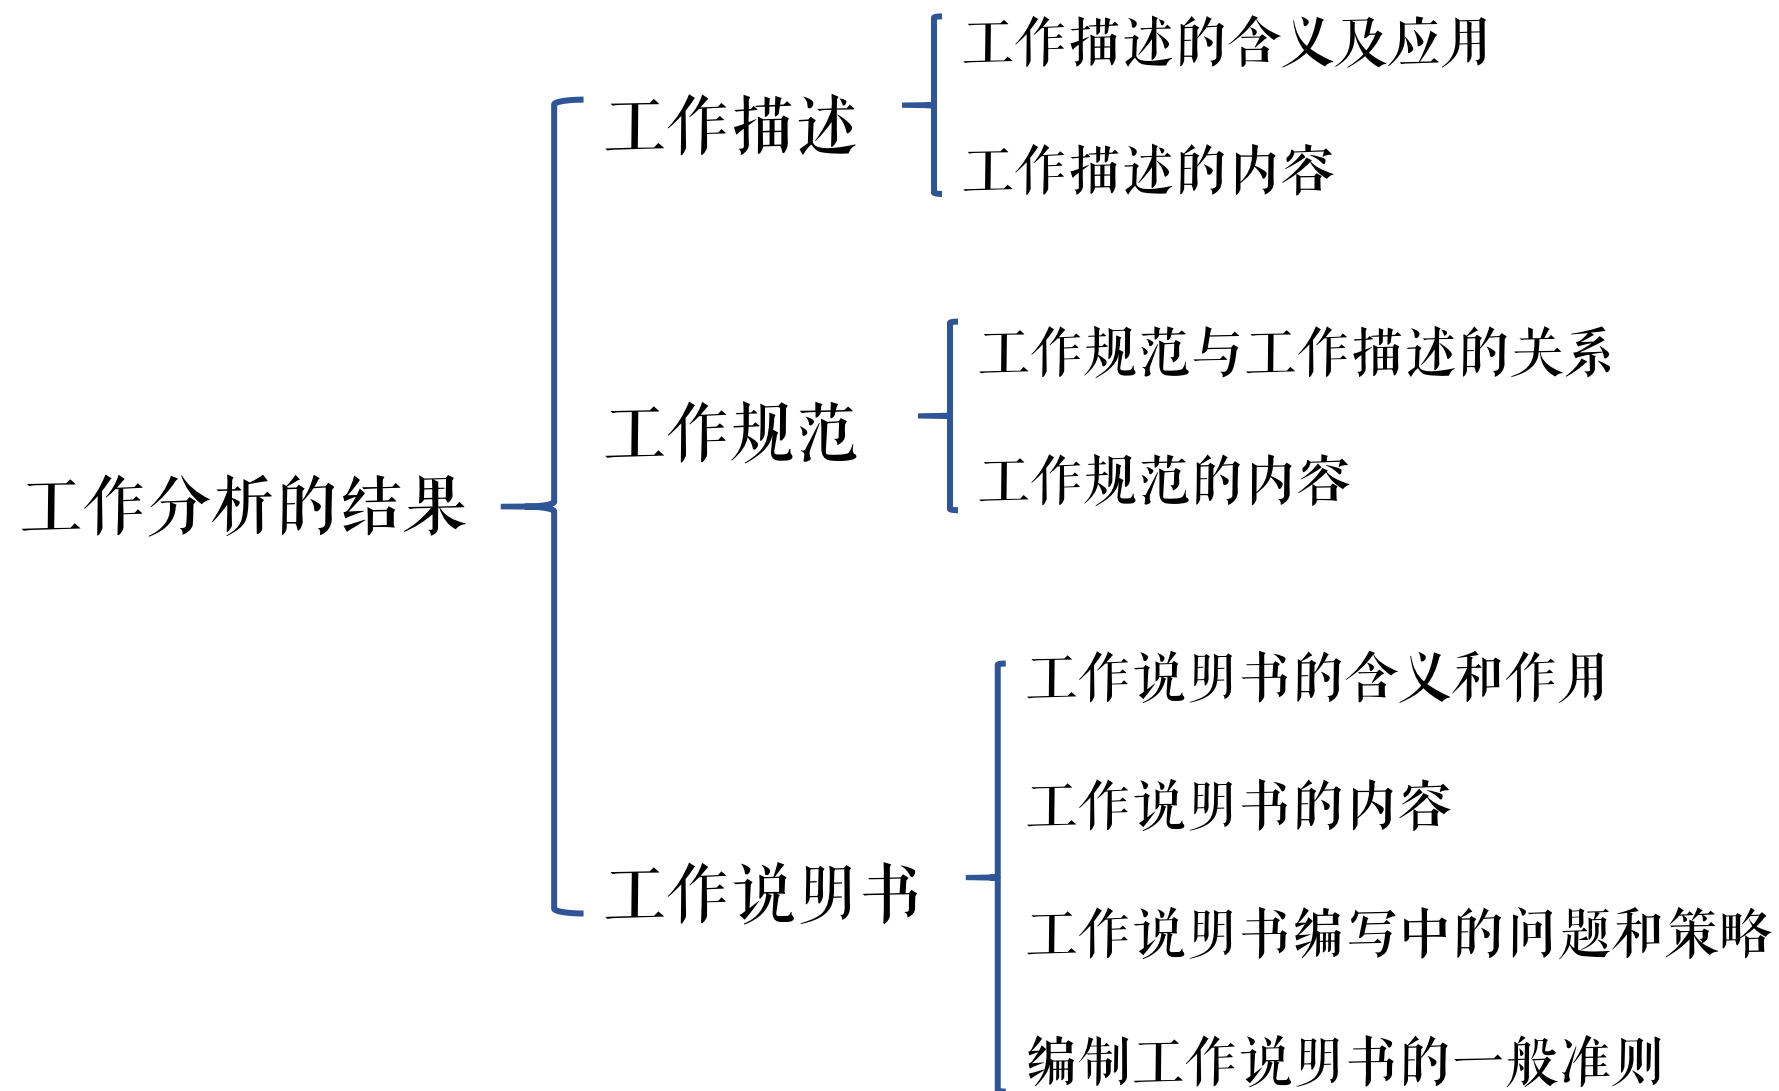 工作分析的结果
工作描述
工作描述的含义及应用
工作描述的内容
工作规范
工作规范与工作描述的关系
工作规范的内容
工作说明书
工作说明书的含义和作用
工作说明书的内容
工作说明书编写中的问题和策略
编制工作说明书的一般准则